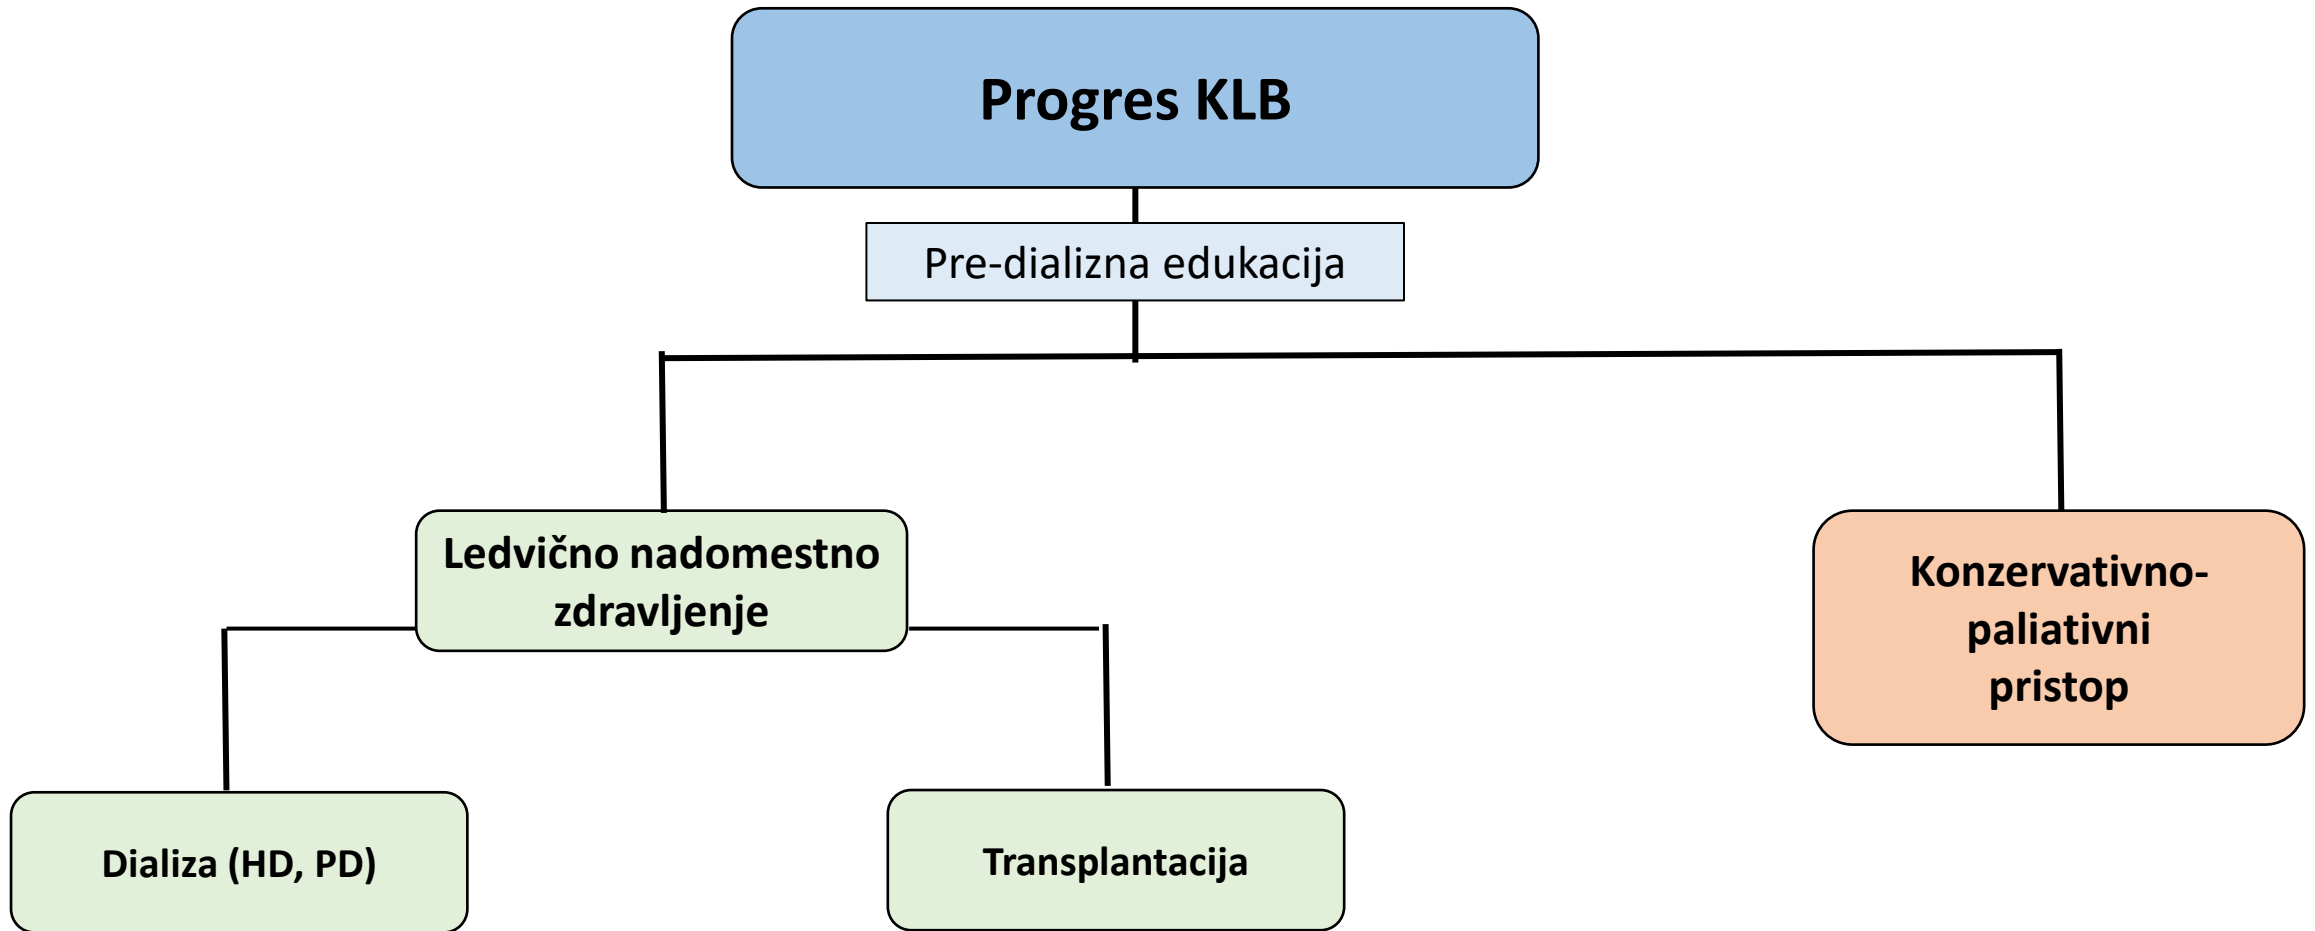 Progres KLB
Pre-dializna edukacija
Ledvično nadomestno
zdravljenje
Konzervativno-
paliativni
pristop
Dializa (HD, PD)
Transplantacija